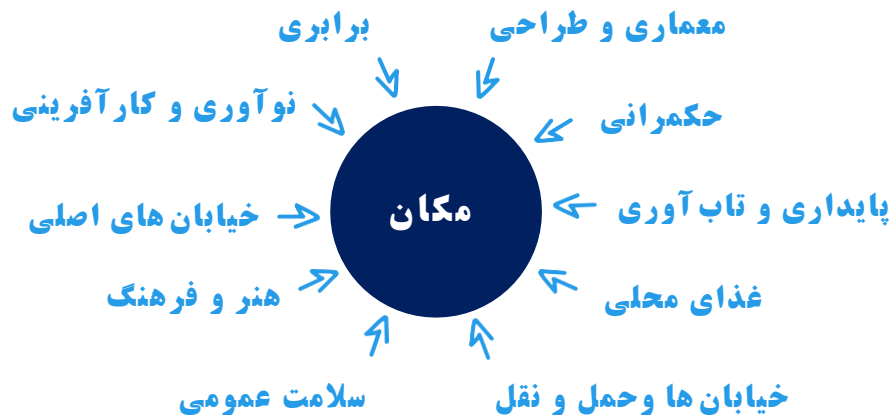 معماری و طراحی
برابری
حکمرانی
نوآوری و کارآفرینی
پایداری و تاب‌آوری
مکان
خیابان‌های اصلی
غذای محلی
هنر و فرهنگ
خیابان‌ها وحمل و نقل
سلامت عمومی